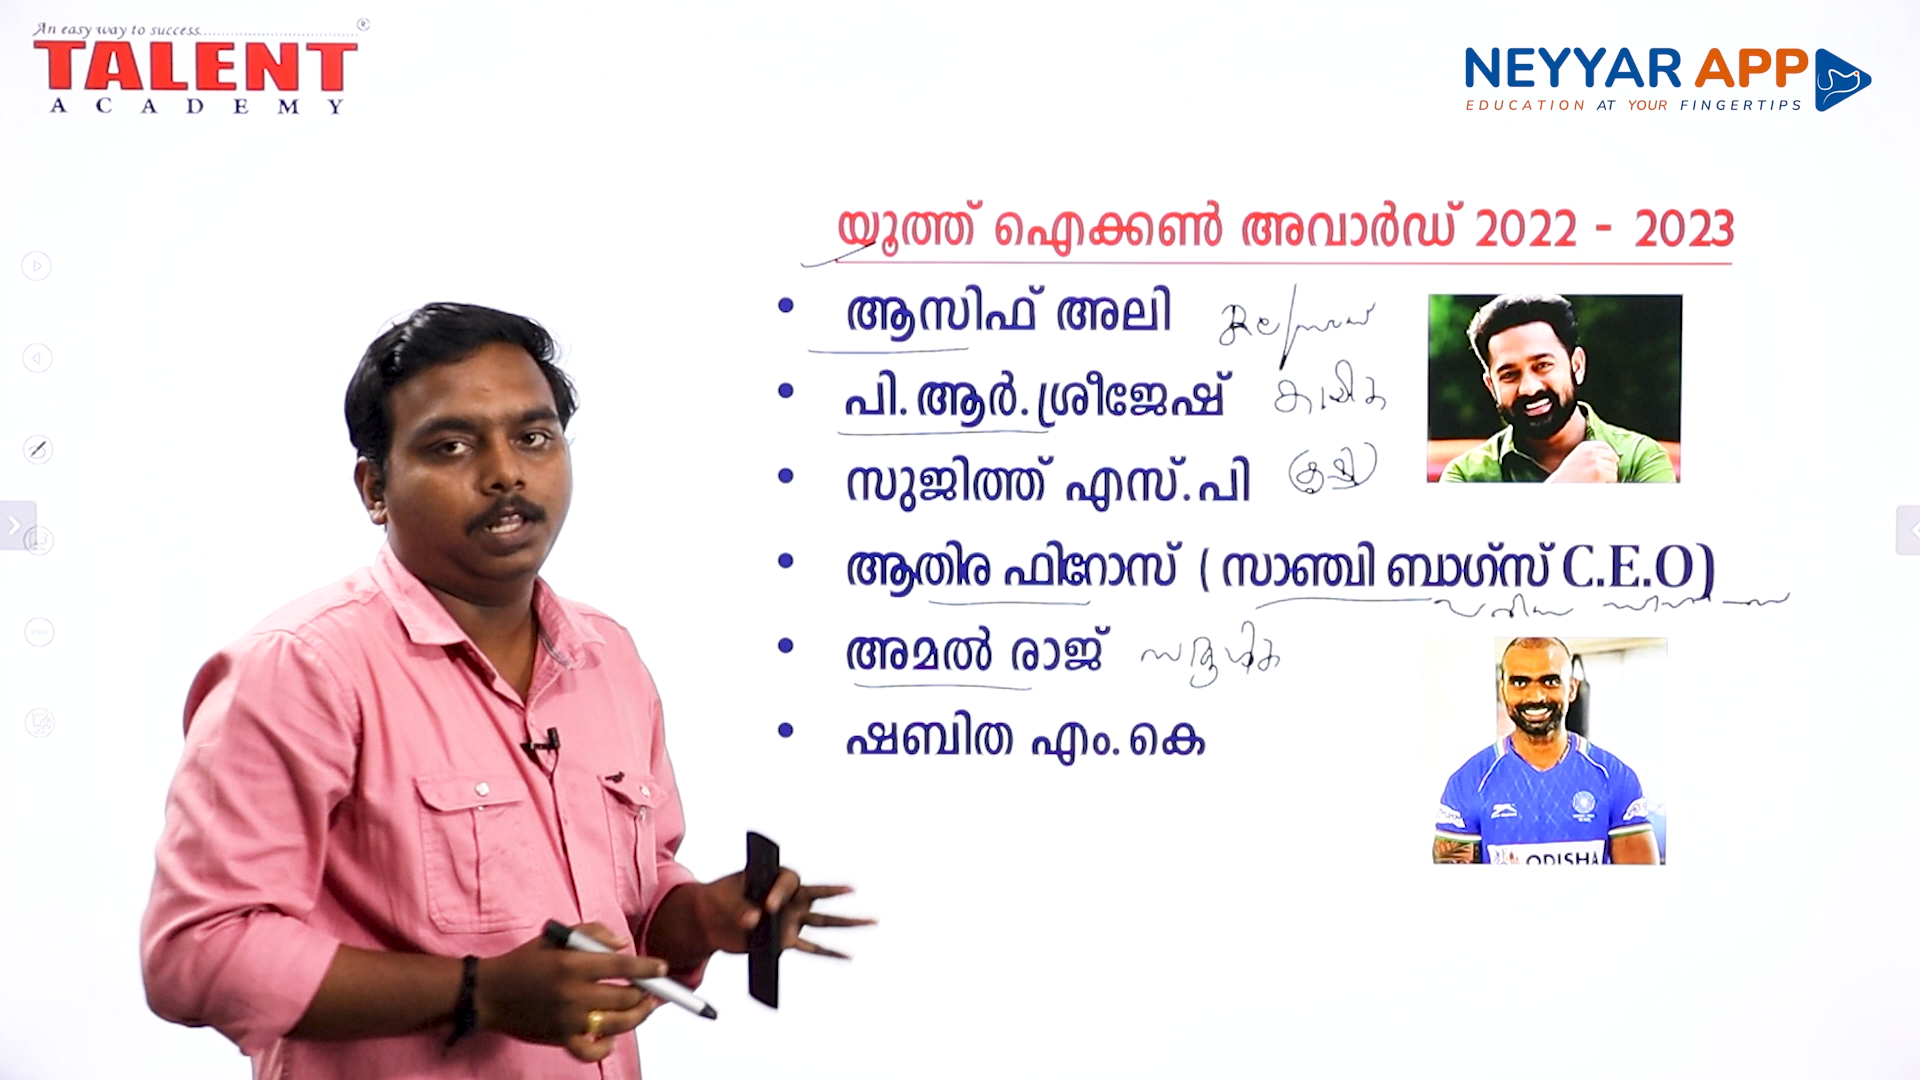 An easy way to success
TALENT
ACADEMY
NEYYAR APP
EDUCATION AT YOUR FINGERTIPS
യൂത്ത് ഐക്കൺ അവാർഡ് 2022 - 2023
• ആസിഫ് അലി
• പി.ആർ.ശ്രീജേഷ് കായിക
• സുജിത്ത് എസ്.പി കൃഷി
• ആതിര ഫിറോസ് (സാഞ്ചി ബാഗ്സ് C.E.O)
• അമൽ രാജ്
• ഷബിത എം.കെ
ODISHA